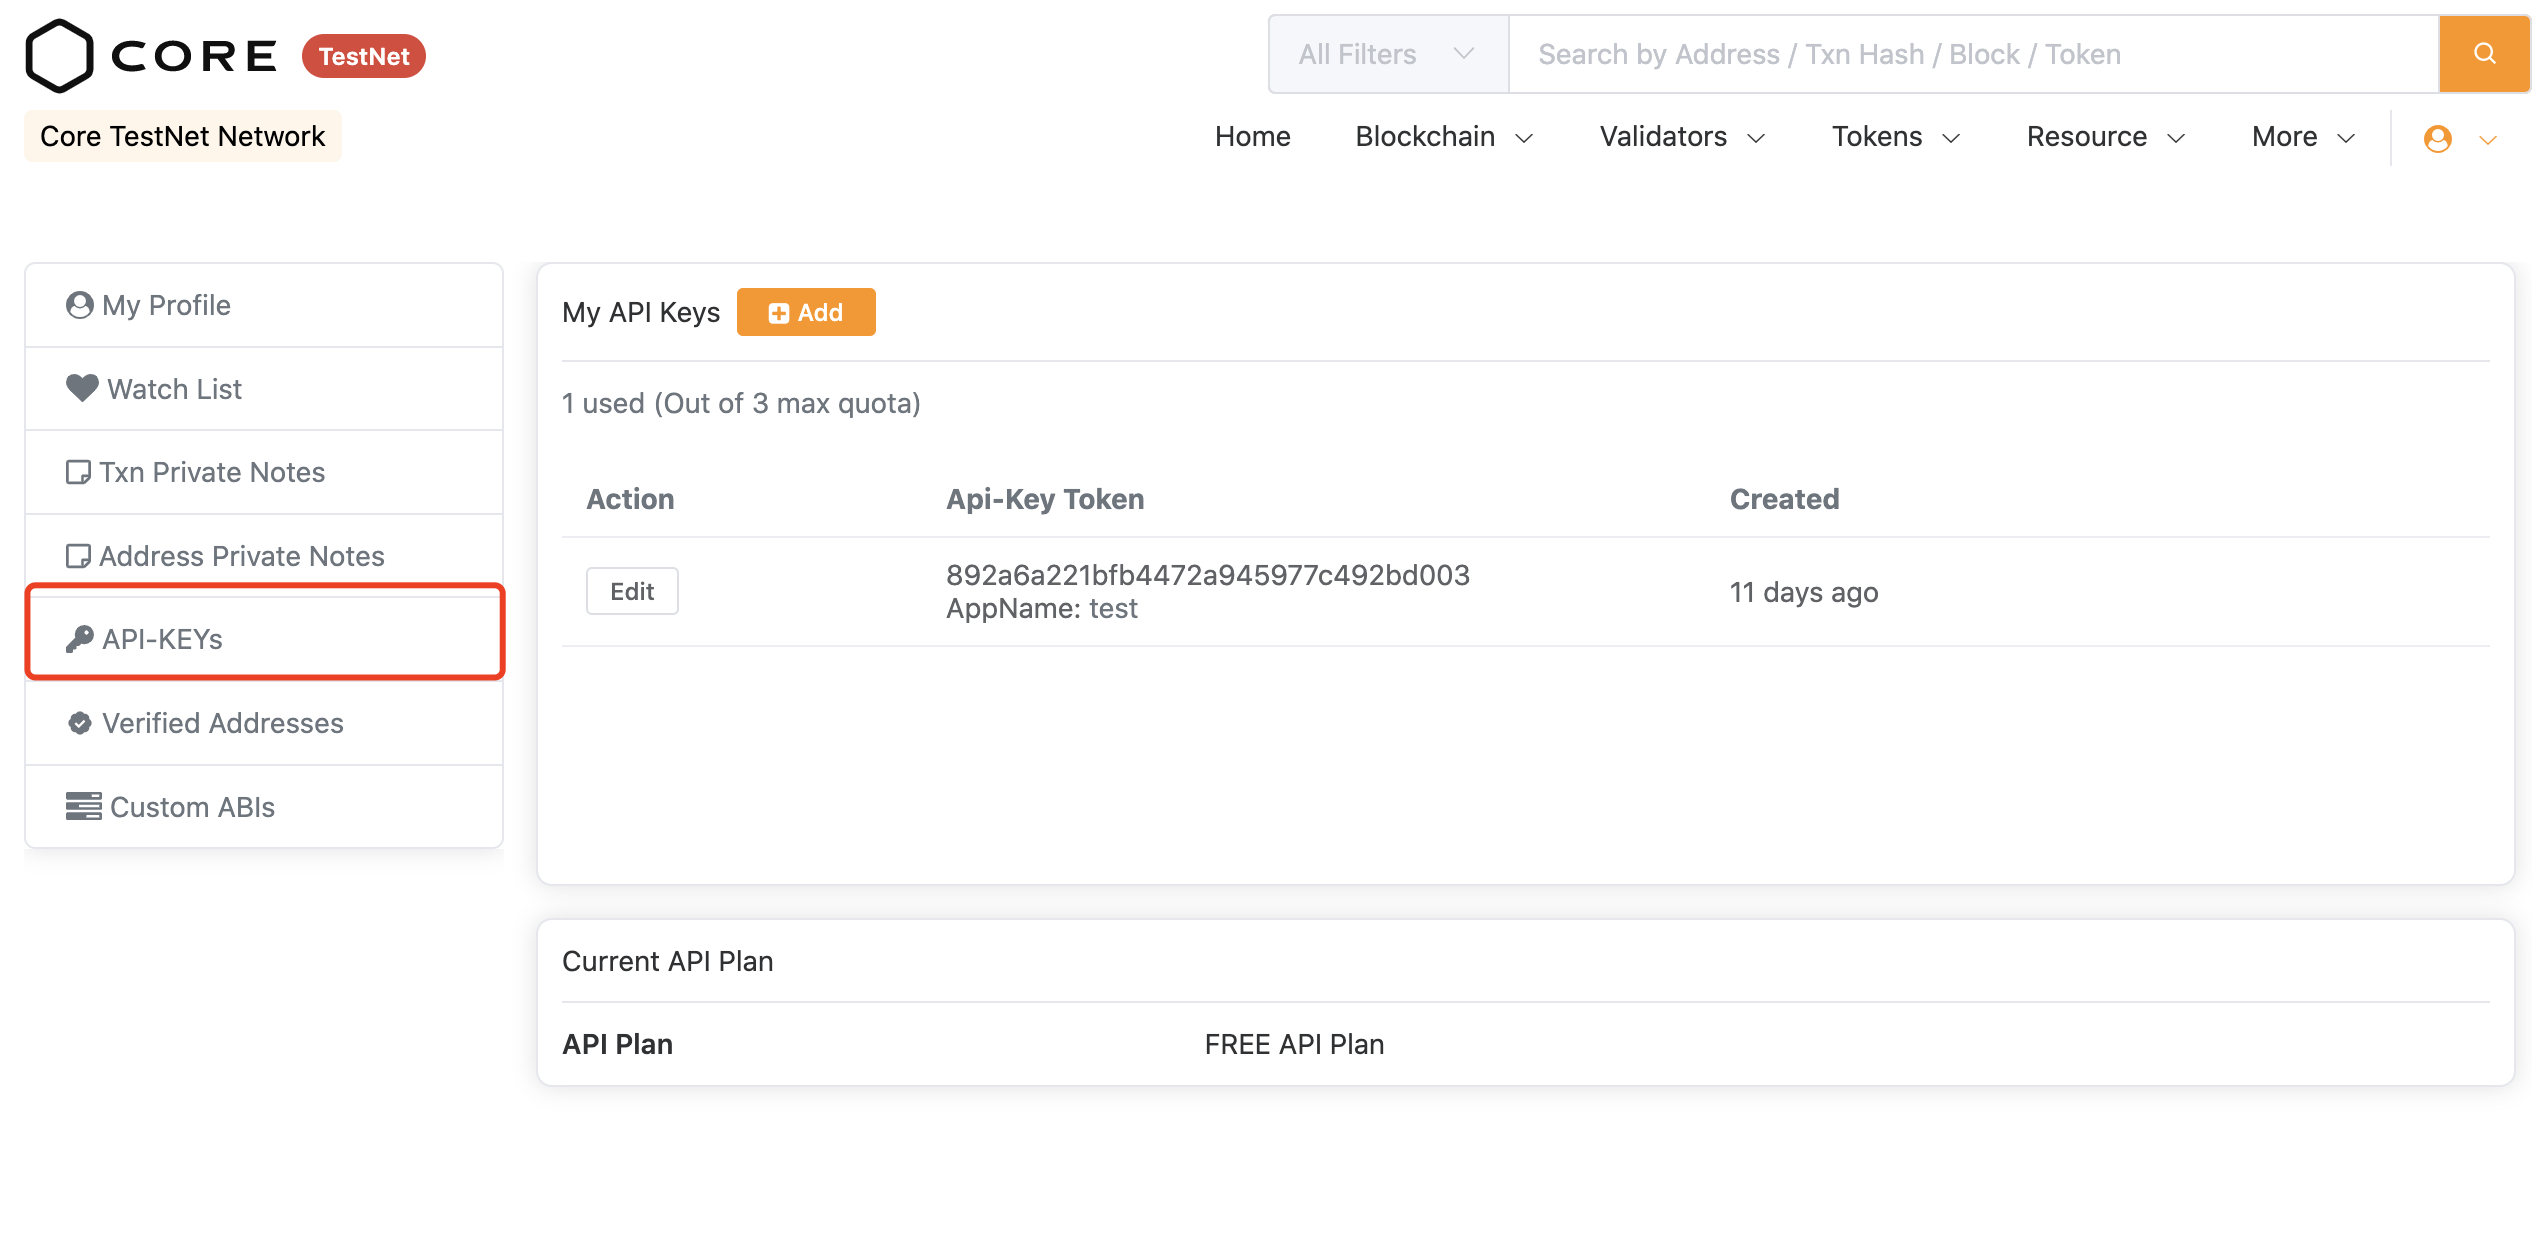 CORE TestNet
All Filters
Search by Address / Txn Hash / Block / Token
Core TestNet Network
Home Blockchain Validators Tokens Resource More
My Profile
Watch List
Txn Private Notes
Address Private Notes
API-KEYs
Verified Addresses
Custom ABIs
My API Keys Add
1 used (Out of 3 max quota)
Action Api-Key Token Created
Edit 892a6a221bfb4472a945977c492bd003 11 days ago
AppName: test
Current API Plan
API Plan FREE API Plan